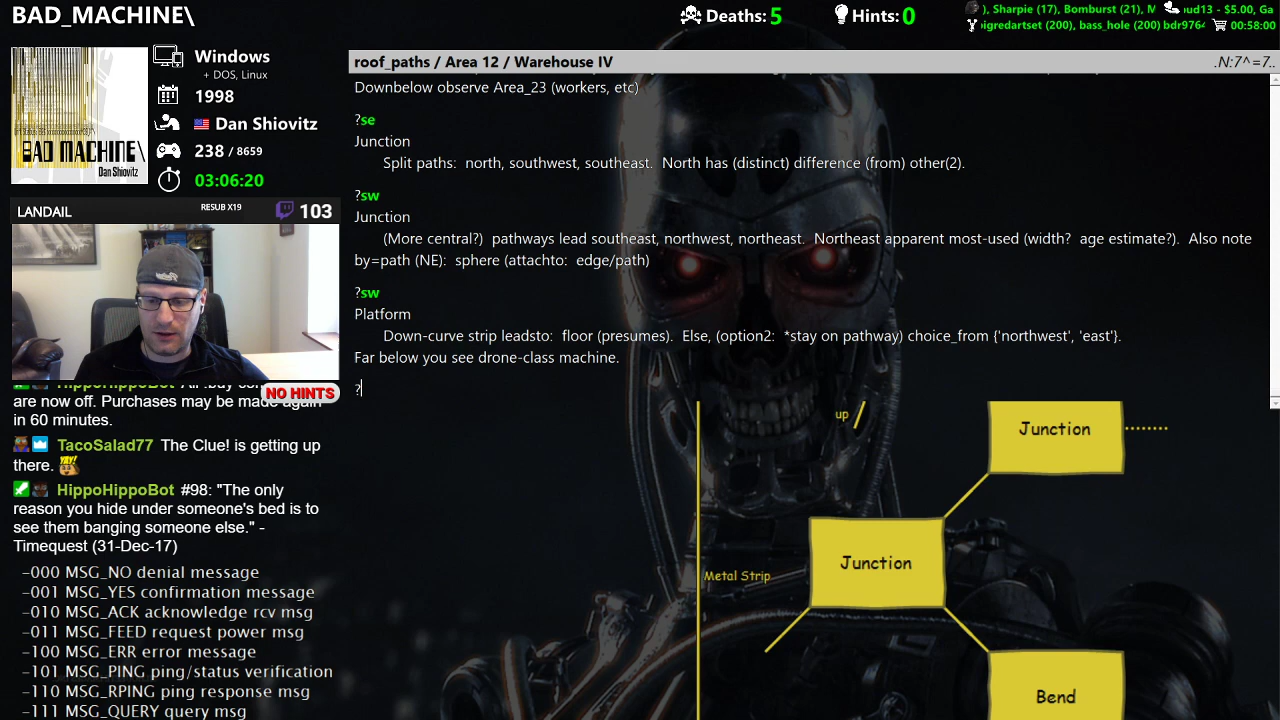 BAD_MACHINE\
Deaths: 5
Hints: 0
), Sharpie (17), Bomburst (21), M
ud13 - $5.00, Ga
igredartset (200), bass_hole (200) bdr9764
00:58:00
BAD MACHINE\
Dan Shiovitz
Windows
+ DOS, Linux
1998
Dan Shiovitz
238 / 8659
03:06:20
LANDAIL
RESUB X19
103
NO HINTS
are now off. Purchases may be made again
in 60 minutes.
TacoSalad77 The Clue! is getting up
there.
YAY!
HippoHippoBot #98: "The only
reason you hide under someone's bed is to
see them banging someone else." -
Timequest (31-Dec-17)
-000 MSG_NO denial message
-001 MSG_YES confirmation message
-010 MSG_ACK acknowledge rcv msg
-011 MSG_FEED request power msg
-100 MSG_ERR error message
-101 MSG_PING ping/status verification
-110 MSG_RPING ping response msg
-111 MSG_QUERY query msg
roof_paths / Area 12 / Warehouse IV
.N:7^=7..
Downbelow observe Area_23 (workers, etc)
?se
Junction
Split paths: north, southwest, southeast. North has (distinct) difference (from) other(2).
?sw
Junction
(More central?) pathways lead southeast, northwest, northeast. Northeast apparent most-used (width? age estimate?). Also note
by=path (NE): sphere (attachto: edge/path)
?sw
Platform
Down-curve strip leadsto: floor (presumes). Else, (option2: *stay on pathway) choice_from {'northwest', 'east'}.
Far below you see drone-class machine.
?
up
Junction
Junction
Metal Strip
Bend